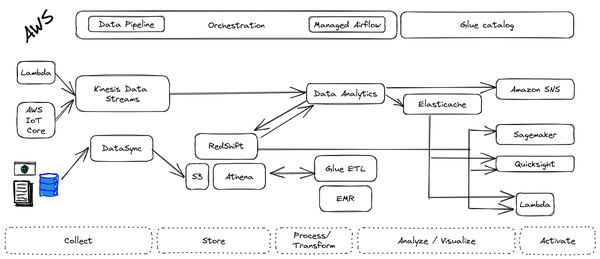 AWS
Data Pipeline
Orchestration
Managed Airflow
Glue catalog
Lambda
Kinesis Data
Streams
Data Analytics
Amazon SNS
Elasticache
AWS
IoT
Core
DataSync
RedShift
Sagemaker
S3
Athena
Glue ETL
Quicksight
EMR
Lambda
Collect
Store
Process/
Transform
Analyze / Visualize
Activate